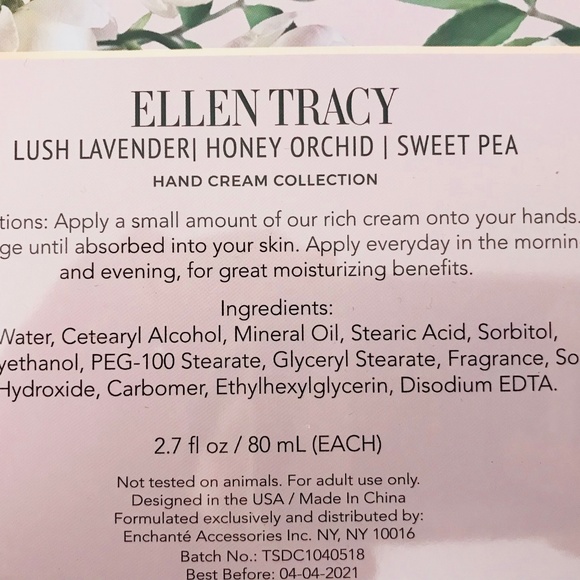 ELLEN TRACY
LUSH LAVENDER| HONEY ORCHID | SWEET PEA
HAND CREAM COLLECTION
tions: Apply a small amount of our rich cream onto your hands.
ge until absorbed into your skin. Apply everyday in the mornin
and evening, for great moisturizing benefits.
Ingredients:
Water, Cetearyl Alcohol, Mineral Oil, Stearic Acid, Sorbitol,
yethanol, PEG-100 Stearate, Glyceryl Stearate, Fragrance, So
Hydroxide, Carbomer, Ethylhexylglycerin, Disodium EDTA.
2.7 fl oz / 80 mL (EACH)
Not tested on animals. For adult use only.
Designed in the USA / Made In China
Formulated exclusively and distributed by:
Enchanté Accessories Inc. NY, NY 10016
Batch No.: TSDC1040518
Best Before: 04-04-2021